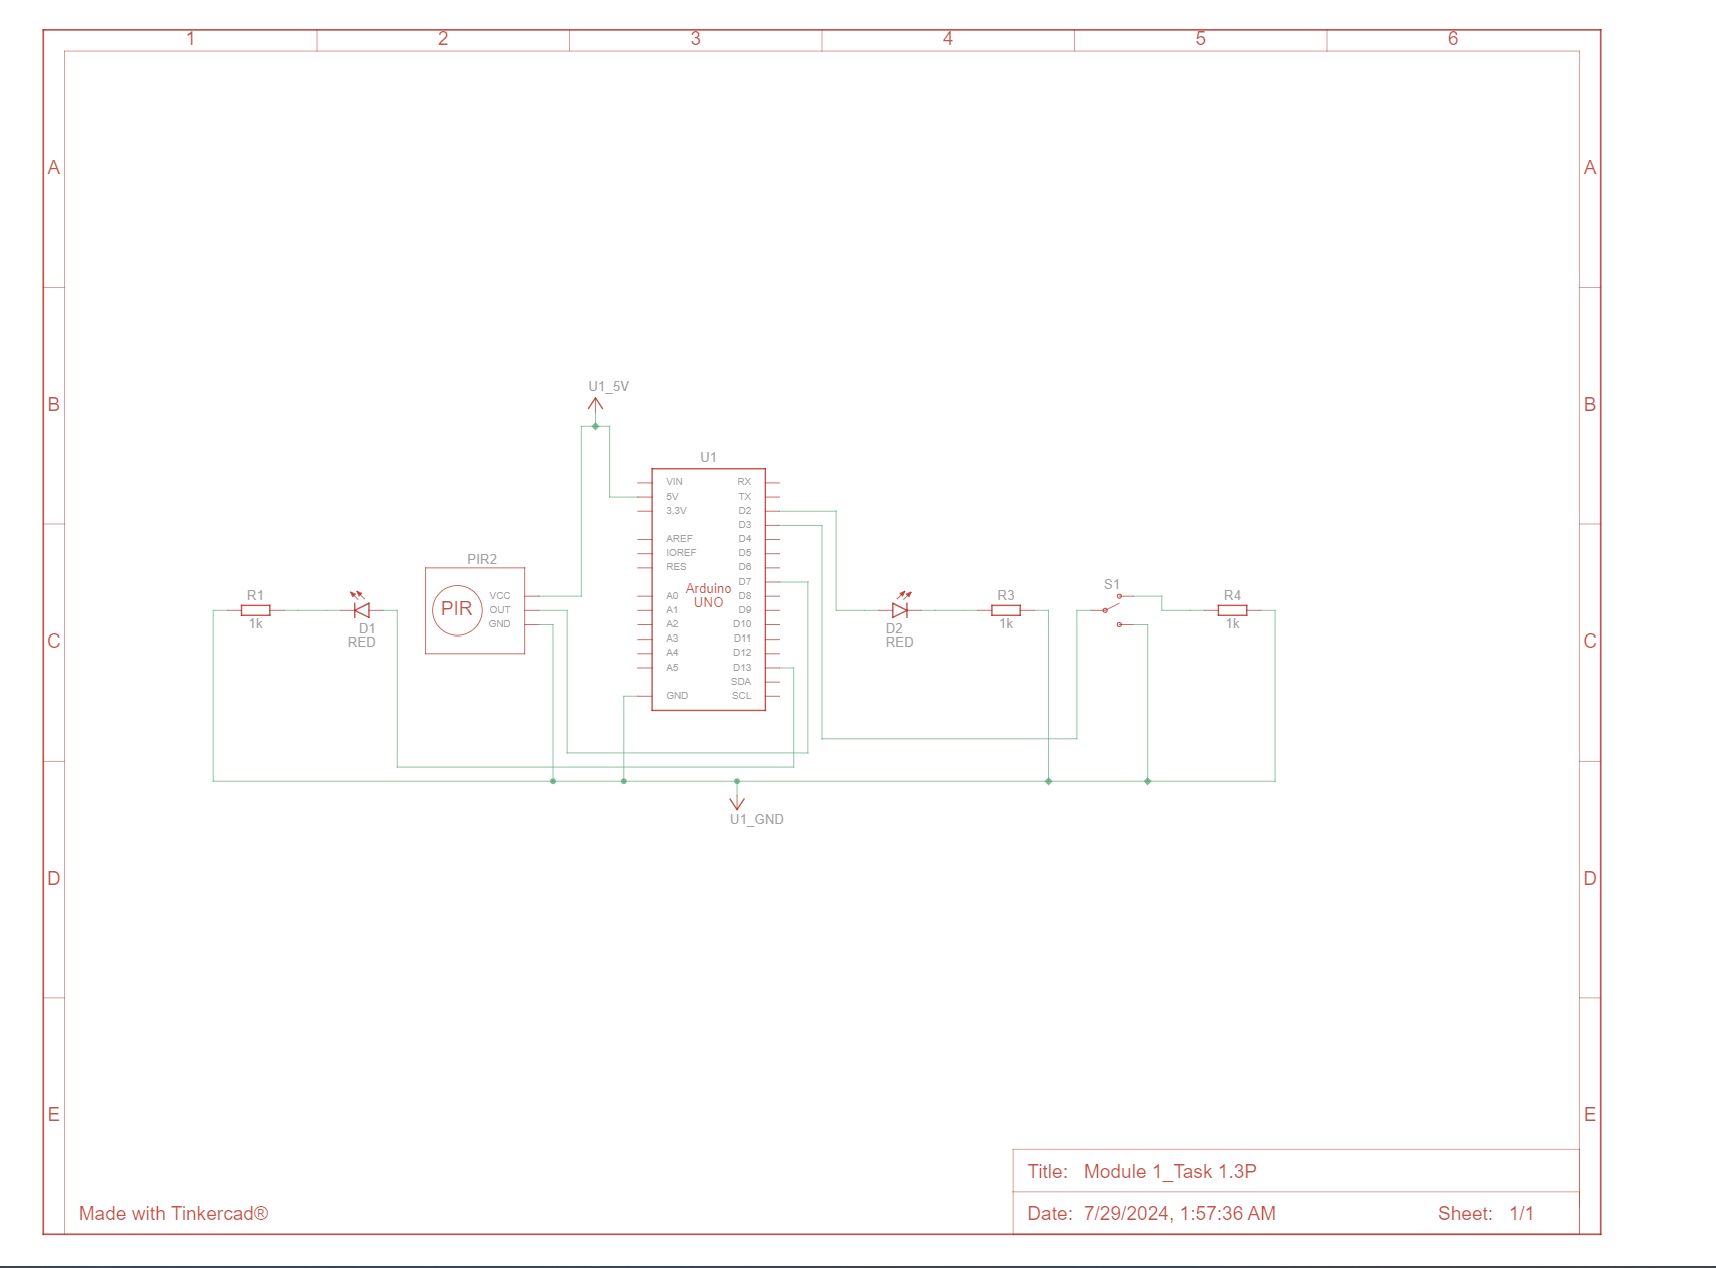 1 2 3 4 5 6
A A
U1_5V
B B
U1
VIN RX
5V TX
3.3V D2
D3
AREF D4
IOREF D5
RES D6
D7
A0 D8
A1 D9
A2 D10
A3 D11
A4 D12
A5 D13
SDA
GND SCL
Arduino
UNO
PIR2
PIR
VCC
OUT
GND
R1
1k
D1
RED
D2
RED
R3
1k
S1
R4
1k
C C
U1_GND
D D
E E
Title: Module 1_Task 1.3P
Made with Tinkercad®
Date: 7/29/2024, 1:57:36 AM Sheet: 1/1